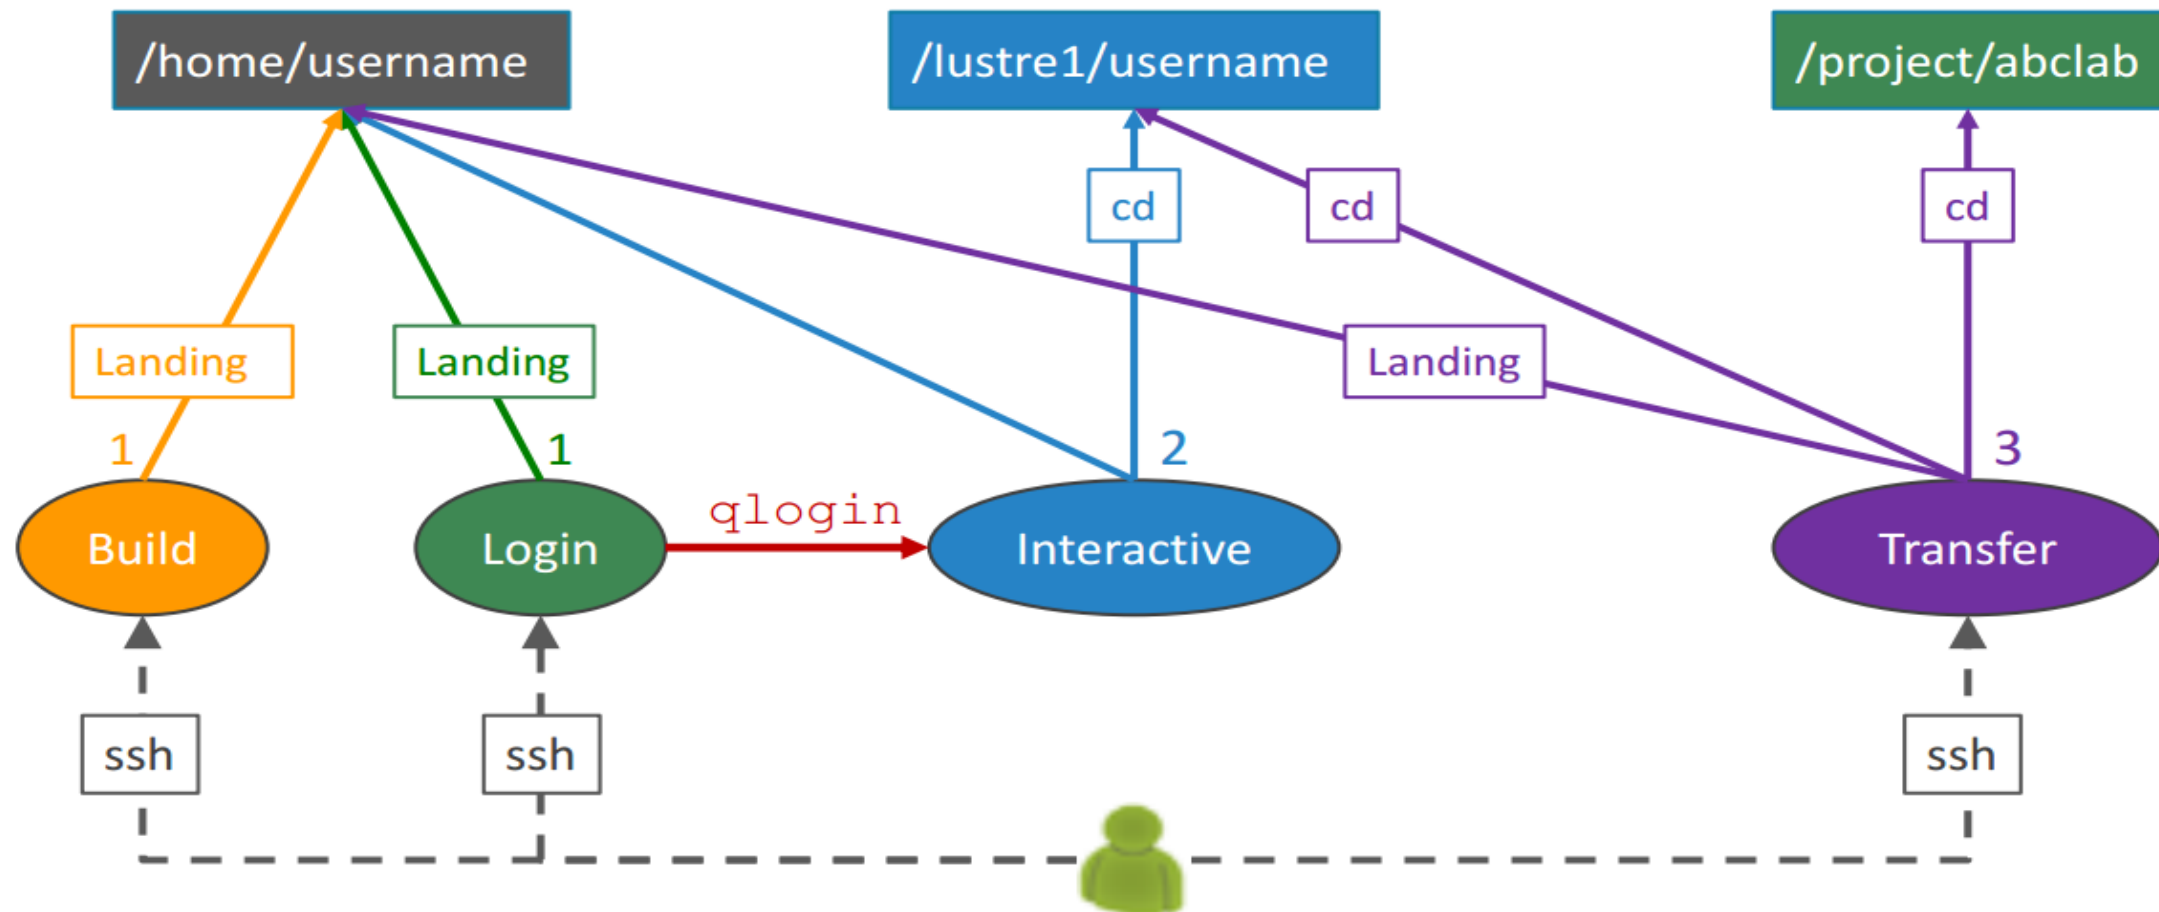 /home/username
/lustre1/username
/project/abclab
cd
cd
cd
Landing
Landing
Landing
1
1
2
3
Build
Login
qlogin
Interactive
Transfer
ssh
ssh
ssh